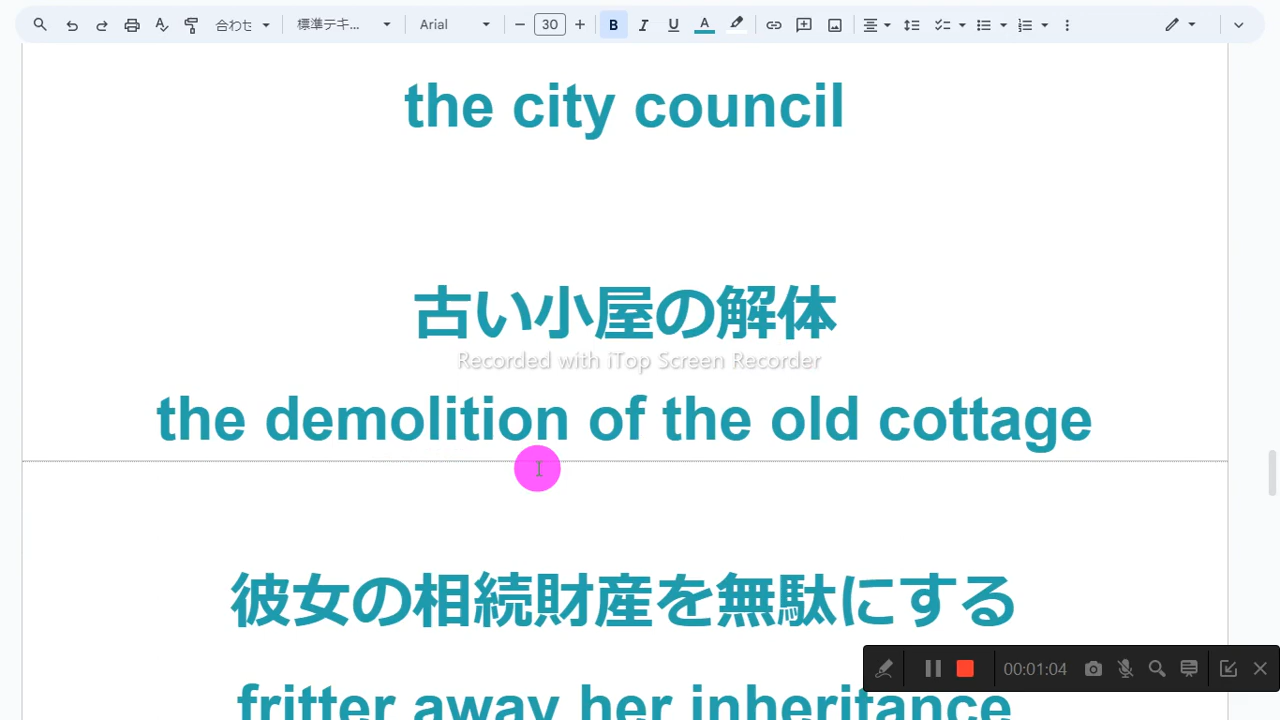 合わせ 標準テキ... Arial 30 B I U A
the city council
古い小屋の解体
Recorded with iTop Screen Recorder
the demolition of the old cottage
彼女の相続財産を無駄にする
fritter away her inheritance
00:01:04